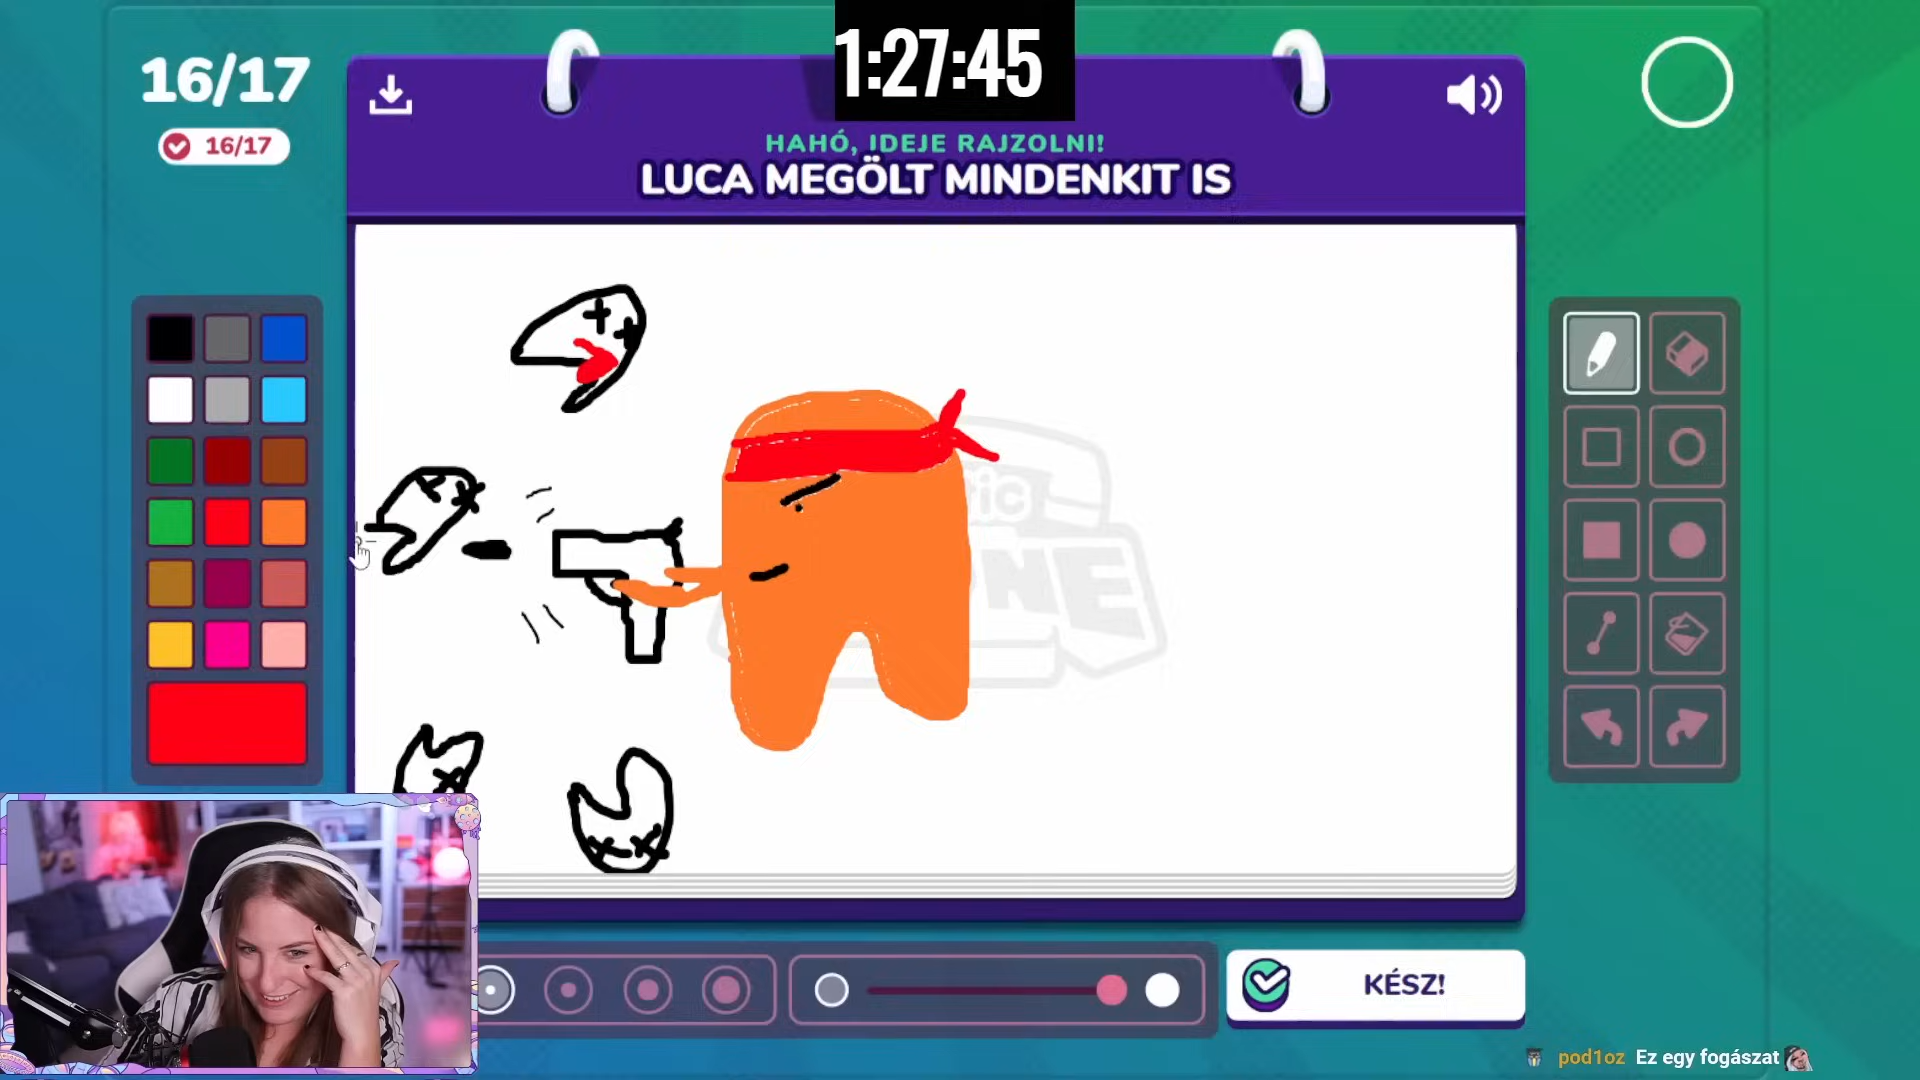 1:27:45
16/17
16/17
HAHÓ, IDEJE RAJZOLNI!
LUCA MEGÖLT MINDENKIT IS
KÉSZ!
pod1oz Ez egy fogászat